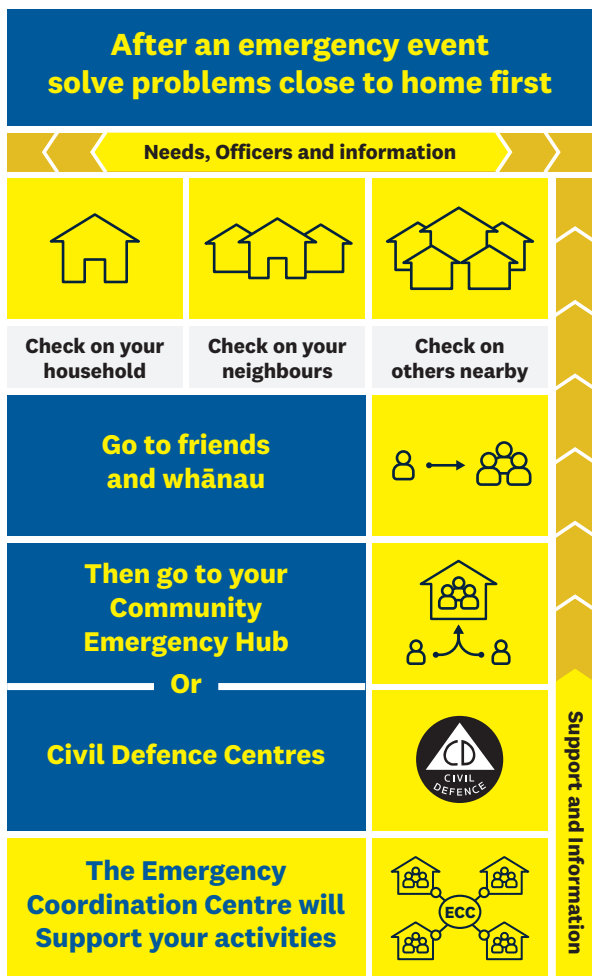 After an emergency event
solve problems close to home first
Needs, Officers and information
Check on your
household
Check on your
neighbours
Check on
others nearby
Go to friends
and whānau
Then go to your
Community
Emergency Hub
Or
Civil Defence Centres
CD
CIVIL
DEFENCE
The Emergency
Coordination Centre will
Support your activities
ECC
Support and Information